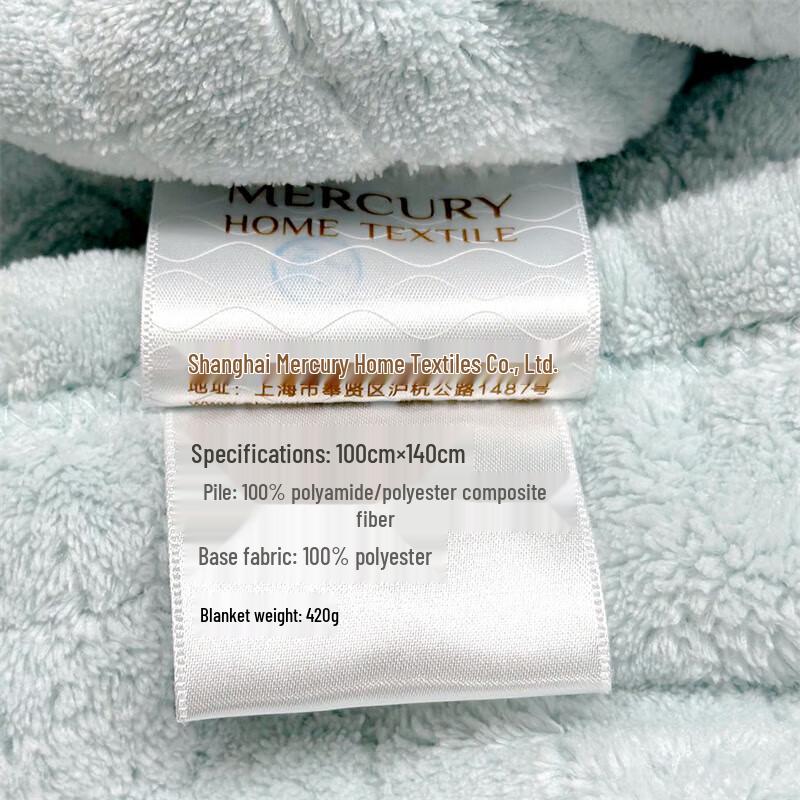 MERCURY
HOME TEXTILE
Shanghai Mercury Home Textiles Co., Ltd.
地址：上海市奉贤区沪杭公路1487号
Specifications: 100cm×140cm
Pile: 100% polyamide/polyester composite
fiber
Base fabric: 100% polyester
Blanket weight: 420g